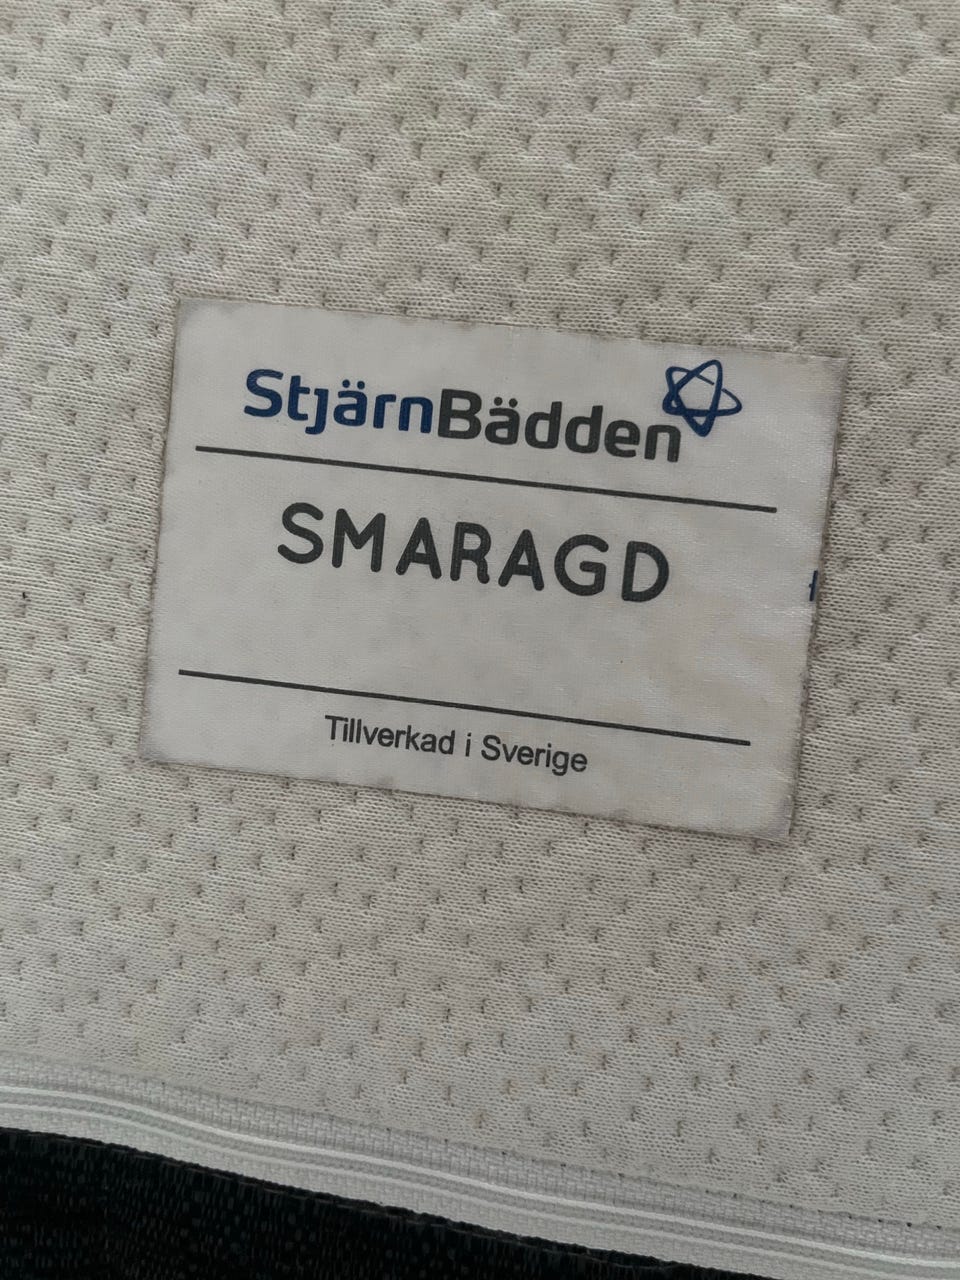 StjärnBädden
SMARAGD
Tillverkad i Sverige